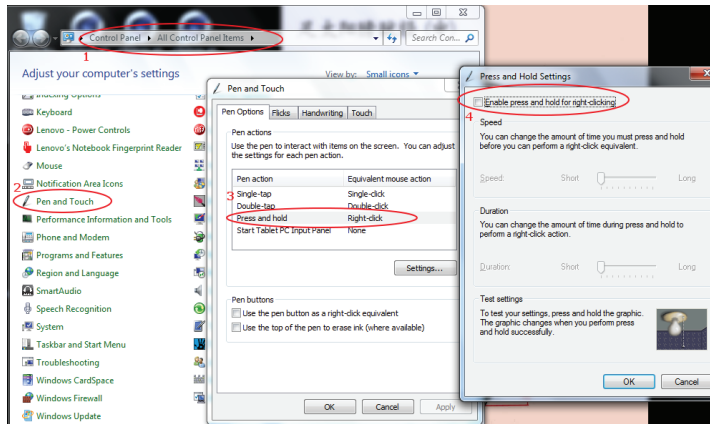 Control Panel
All Control Panel Items
Search Con...
1
Adjust your computer's settings
View by: Small icons
Indexing Options
Keyboard
Lenovo - Power Controls
Lenovo's Notebook Fingerprint Reader
Mouse
Notification Area Icons
2
Pen and Touch
Performance Information and Tools
Phone and Modem
Programs and Features
Region and Language
SmartAudio
Speech Recognition
System
Taskbar and Start Menu
Troubleshooting
Windows CardSpace
Windows Firewall
Windows Update
Pen and Touch
Pen Options Flicks Handwriting Touch
Pen actions
Use the pen to interact with items on the screen. You can adjust
the settings for each pen action.
Pen action Equivalent mouse action
3
Single-tap Single-click
Double-tap Double-click
Press and hold Right-click
Start Tablet PC Input Panel None
Settings...
Pen buttons
Use the pen button as a right-click equivalent
Use the top of the pen to erase ink (where available)
OK Cancel Apply
Press and Hold Settings
Enable press and hold for right-clicking
4
Speed
You can change the amount of time you must press and hold
before you can pefom a right-click equivalent.
Speed: Short Long
Duration
You can change the amount of time during press and hold to
perform a right-click action.
Duration: Short Long
Test settings
To test your settings, press and hold the graphic.
The graphic changes when you perform press
and hold successfully.
OK Cancel